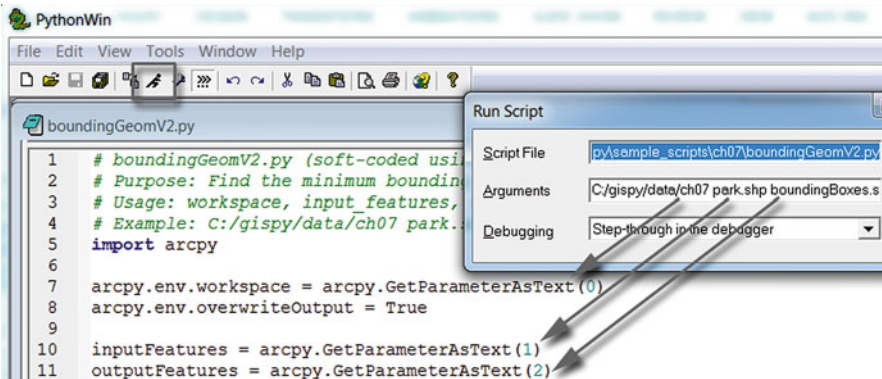 PythonWin
File Edit View Tools Window Help
boundingGeomV2.py
1 # boundingGeomV2.py (soft-coded usi
2 # Purpose: Find the minimum bounding
3 # Usage: workspace, input_features,
4 # Example: C:/gispy/data/ch07 park.s
5 import arcpy
6
7 arcpy.env.workspace = arcpy.GetParameterAsText(0)
8 arcpy.env.overwriteOutput = True
9
10 inputFeatures = arcpy.GetParameterAsText(1)
11 outputFeatures = arcpy.GetParameterAsText(2)
Run Script
Script File py\sample_scripts\ch07\boundingGeomV2.py
Arguments C:/gispy/data/ch07 park.shp boundingBoxes.s
Debugging Step-through in the debugger